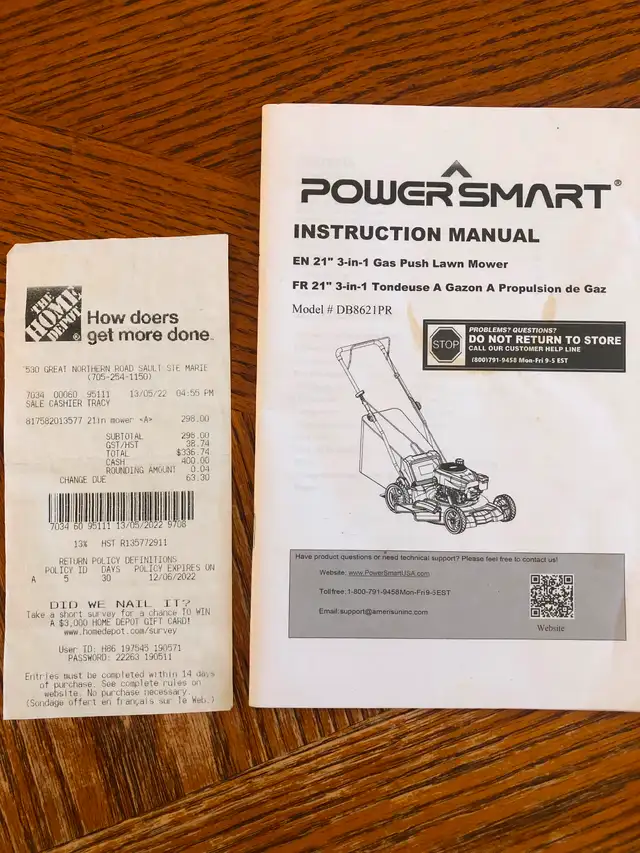 THE
HOME
DEPOT
How doers
get more done.
530 GREAT NORTHERN ROAD SAULT STE MARIE
(705-254-1150)
7034 00060 95111 13/05/22 04:55 PM
SALE CASHIER TRACY
817582013577 21in mower <A> 298.00
SUBTOTAL 298.00
GST/HST 38.74
TOTAL $336.74
CASH 400.00
ROUNDING AMOUNT 0.04
CHANGE DUE 63.30
7034 60 95111 13/05/2022 9708
13% HST R135772911
RETURN POLICY DEFINITIONS
POLICY ID DAYS POLICY EXPIRES ON
A 5 30 12/06/2022
DID WE NAIL IT?
Take a short survey for a chance TO WIN
A $3,000 HOME DEPOT GIFT CARD!
www.homedepot.com/survey
User ID: H86 197545 190571
PASSWORD: 22263 190511
Entries must be completed within 14 days
of purchase. See complete rules on
website. No purchase necessary.
(Sondage offert en français sur le Web.)
POWERSMART®
INSTRUCTION MANUAL
EN 21" 3-in-1 Gas Push Lawn Mower
FR 21" 3-in-1 Tondeuse A Gazon A Propulsion de Gaz
Model # DB8621PR
STOP
PROBLEMS? QUESTIONS?
DO NOT RETURN TO STORE
CALL OUR CUSTOMER HELP LINE
(800)791-9458 Mon-Fri 9-5 EST
Have product questions or need technical support? Please feel free to contact us!
Website: www.PowerSmartUSA.com
Tollfree:1-800-791-9458Mon-Fri9-5EST
Email:support@amerisuninc.com
Website